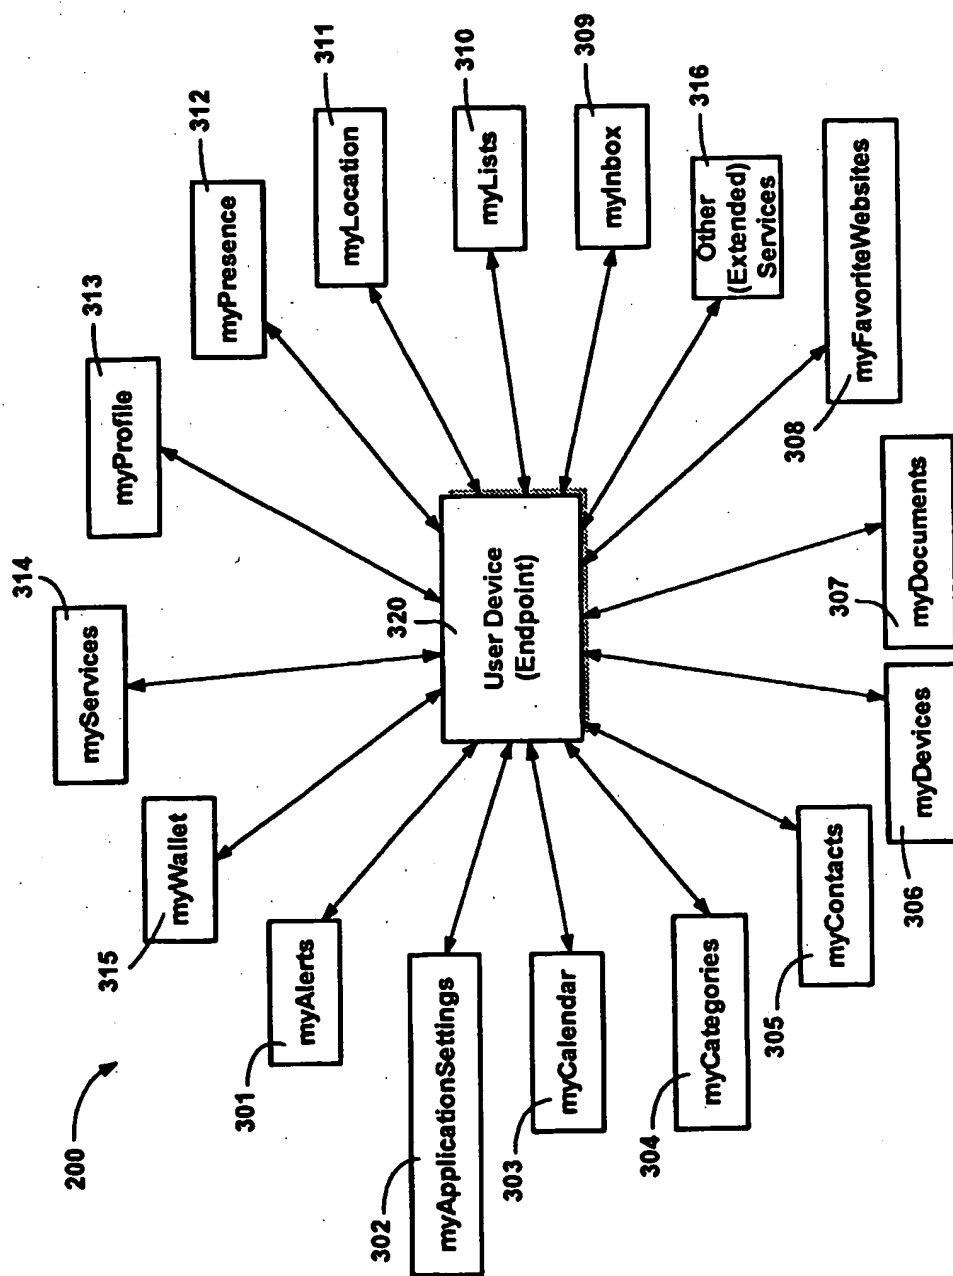 314
200
myServices
313
myProfile
315
myWallet
312
myPresence
301
myAlerts
311
myLocation
302
320
myApplicationSettings
310
myLists
User Device
(Endpoint)
303
myCalendar
309
myInbox
304
myCategories
316
Other
(Extended)
Services
305
myContacts
308
myFavoriteWebsites
307
myDocuments
306
myDevices